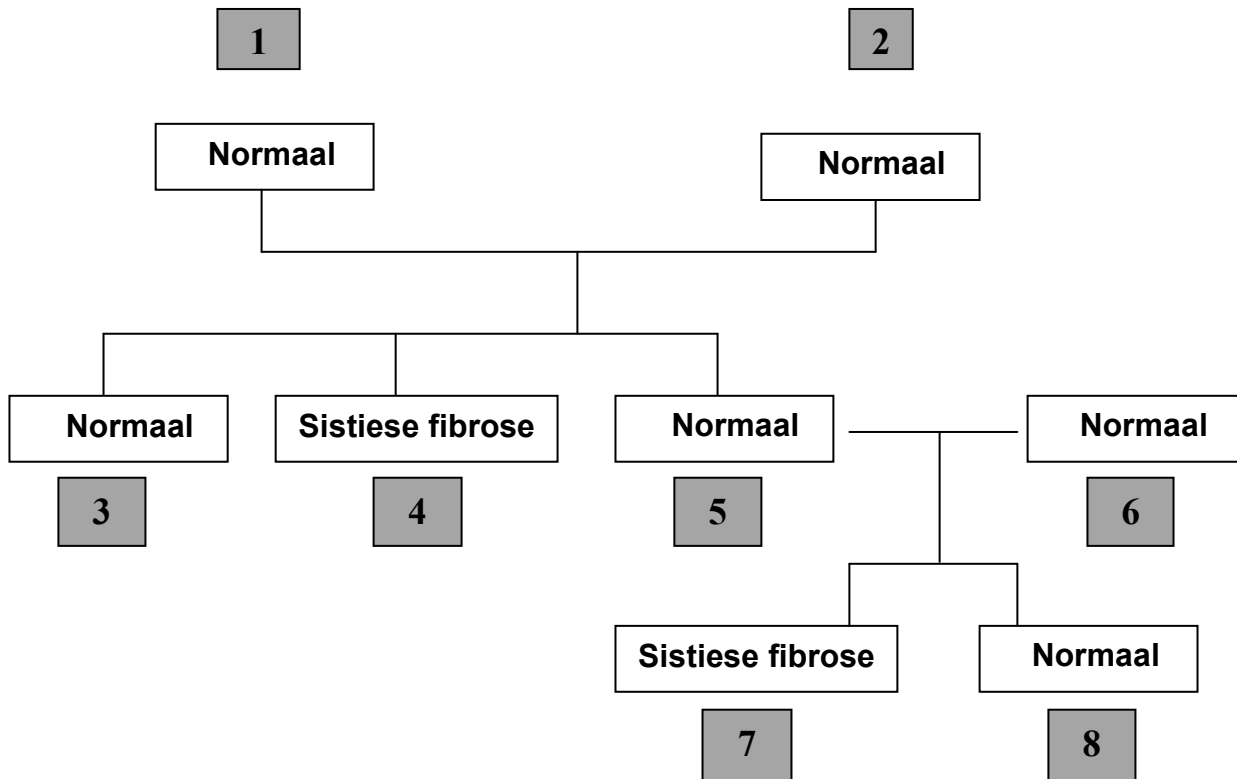 1 2
Normaal Normaal
Normaal Sistiese fibrose Normaal Normaal
3 4 5 6
Sistiese fibrose Normaal
7 8